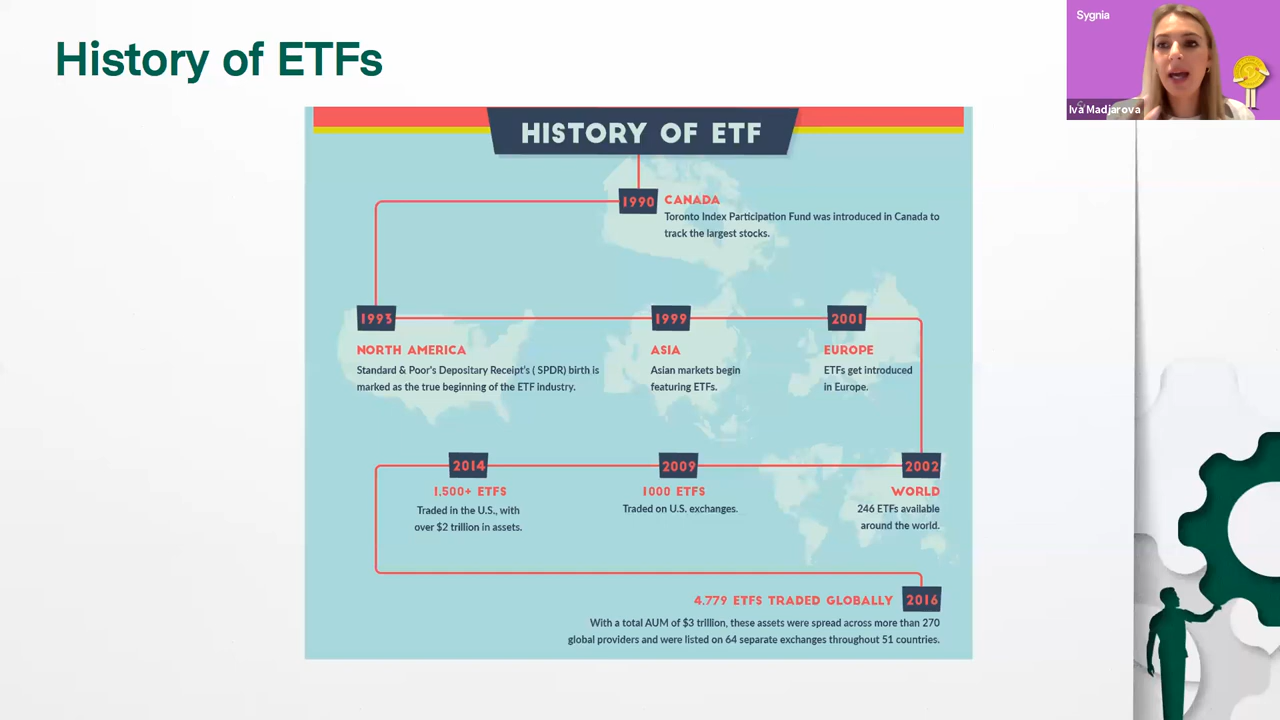 History of ETFs
Sygnia
Iva Madjarova
HISTORY OF ETF
1990
CANADA
Toronto Index Participation Fund was introduced in Canada to
track the largest stocks.
1993
NORTH AMERICA
Standard & Poor's Depositary Receipt's ( SPDR) birth is
marked as the true beginning of the ETF industry.
1999
ASIA
Asian markets begin
featuring ETFs.
2001
EUROPE
ETFs get introduced
in Europe.
2014
1,500+ ETFS
Traded in the U.S., with
over $2 trillion in assets.
2009
1000 ETFS
Traded on U.S. exchanges.
2002
WORLD
246 ETFs available
around the world.
4.779 ETFS TRADED GLOBALLY
2016
With a total AUM of $3 trillion, these assets were spread across more than 270
global providers and were listed on 64 separate exchanges throughout 51 countries.